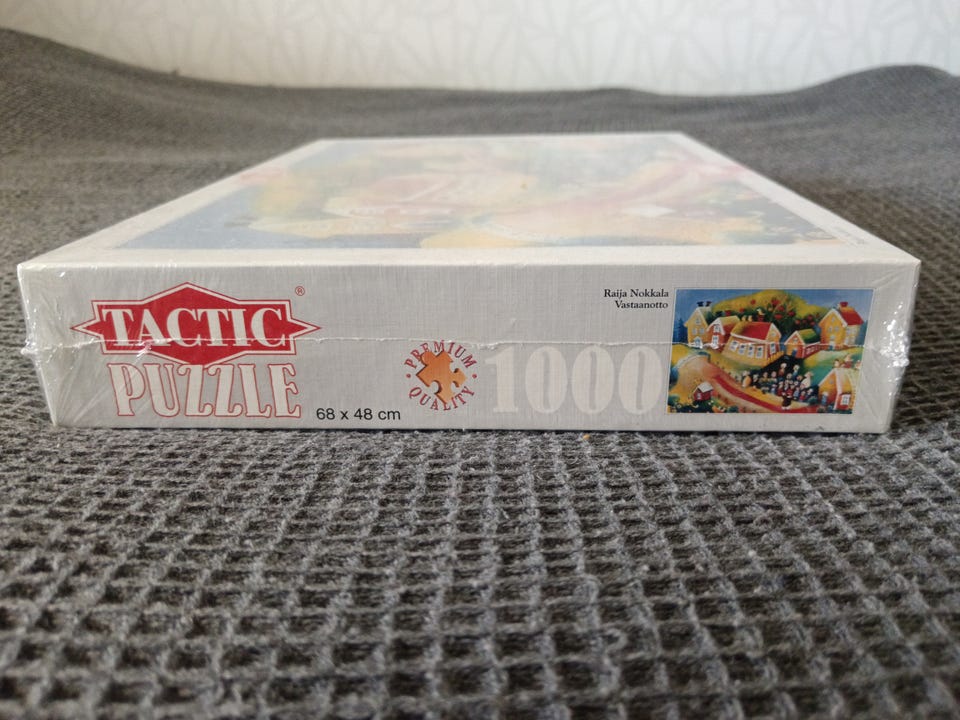 TACTIC®
PUZZLE
68 x 48 cm
PREMIUM
QUALITY
1000
Raija Nokkala
Vastaanotto